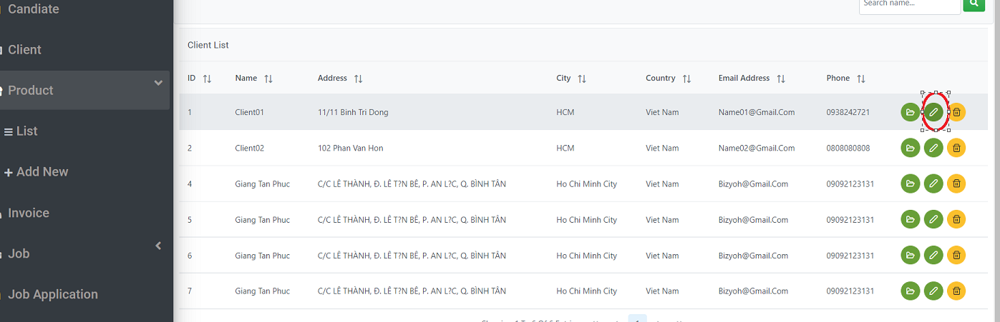 Candiate
Client
Product
List
Add New
Invoice
Job
Job Application
Search name...
Client List
ID Name Address City Country Email Address Phone
1 Client01 11/11 Binh Tri Dong HCM Viet Nam Name01@Gmail.Com 0938242721
2 Client02 102 Phan Van Hon HCM Viet Nam Name02@Gmail.Com 0808080808
4 Giang Tan Phuc C/C LÊ THÀNH, Đ. LÊ T?N BÊ, P. AN L?C, Q. BÌNH TÂN Ho Chi Minh City Viet Nam Bizyoh@Gmail.Com 09092123131
5 Giang Tan Phuc C/C LÊ THÀNH, Đ. LÊ T?N BÊ, P. AN L?C, Q. BÌNH TÂN Ho Chi Minh City Viet Nam Bizyoh@Gmail.Com 09092123131
6 Giang Tan Phuc C/C LÊ THÀNH, Đ. LÊ T?N BÊ, P. AN L?C, Q. BÌNH TÂN Ho Chi Minh City Viet Nam Bizyoh@Gmail.Com 09092123131
7 Giang Tan Phuc C/C LÊ THÀNH, Đ. LÊ T?N BÊ, P. AN L?C, Q. BÌNH TÂN Ho Chi Minh City Viet Nam Bizyoh@Gmail.Com 09092123131